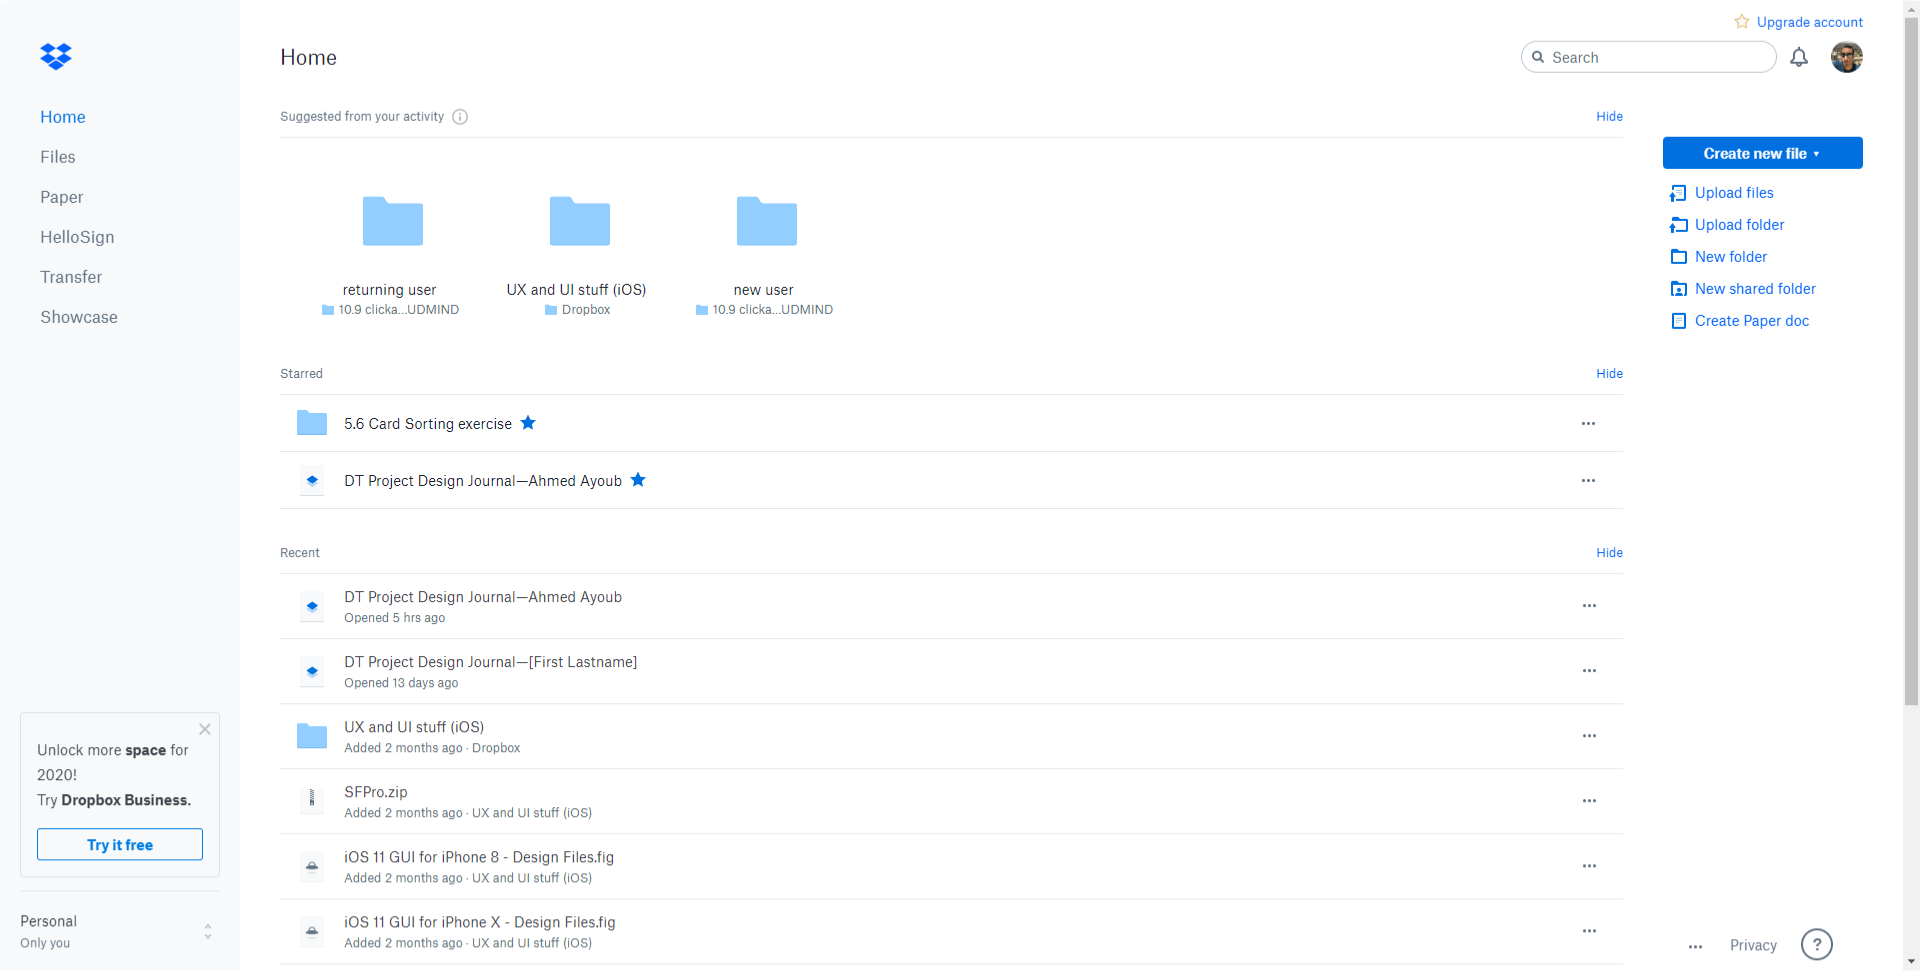 Upgrade account
Home
Search
Home
Files
Paper
HelloSign
Transfer
Showcase
Suggested from your activity
Hide
returning user
10.9 clicka...UDMIND
UX and UI stuff (iOS)
Dropbox
new user
10.9 clicka...UDMIND
Starred
Hide
5.6 Card Sorting exercise
DT Project Design Journal—Ahmed Ayoub
Recent
Hide
DT Project Design Journal—Ahmed Ayoub
Opened 5 hrs ago
DT Project Design Journal—[First Lastname]
Opened 13 days ago
UX and UI stuff (iOS)
Added 2 months ago · Dropbox
SFPro.zip
Added 2 months ago · UX and UI stuff (iOS)
iOS 11 GUI for iPhone 8 - Design Files.fig
Added 2 months ago · UX and UI stuff (iOS)
iOS 11 GUI for iPhone X - Design Files.fig
Added 2 months ago · UX and UI stuff (iOS)
Create new file
Upload files
Upload folder
New folder
New shared folder
Create Paper doc
Unlock more space for
2020!
Try Dropbox Business.
Try it free
Personal
Only you
Privacy
?